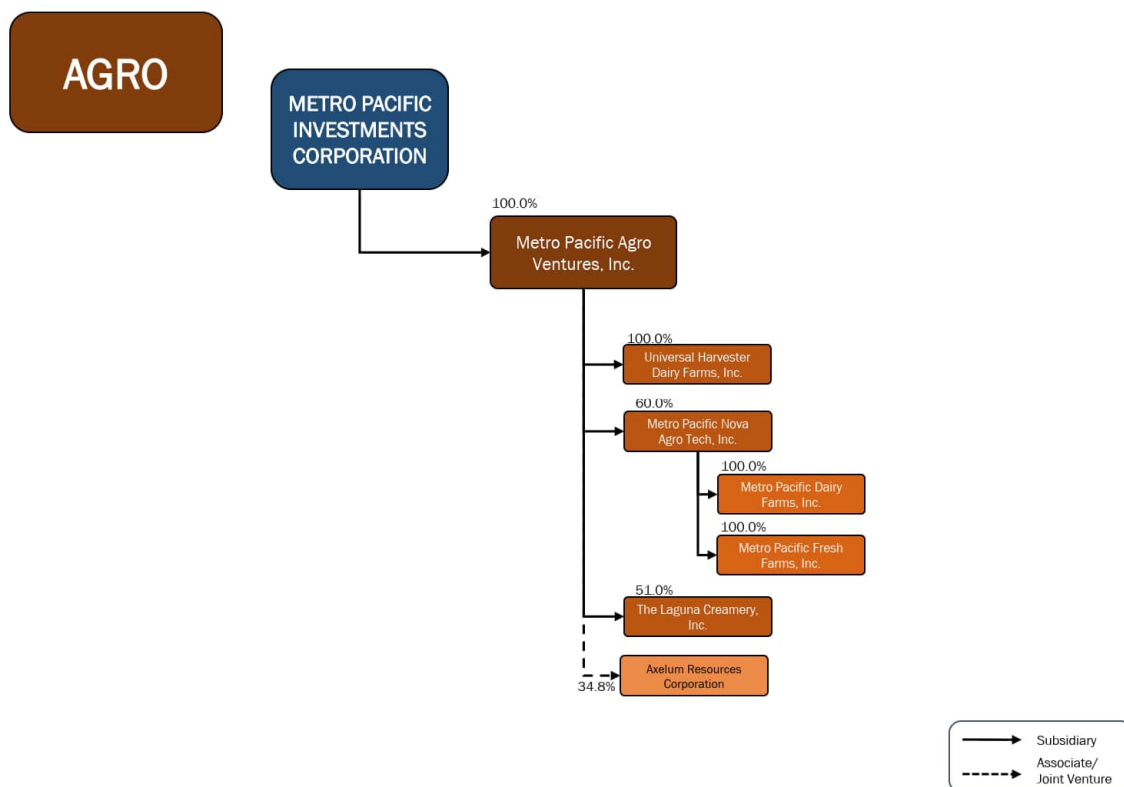 AGRO
METRO PACIFIC
INVESTMENTS
CORPORATION
100.0%
Metro Pacific Agro
Ventures, Inc.
100.0%
Universal Harvester
Dairy Farms, Inc.
60.0%
Metro Pacific Nova
Agro Tech, Inc.
100.0%
Metro Pacific Dairy
Farms, Inc.
100.0%
Metro Pacific Fresh
Farms, Inc.
51.0%
The Laguna Creamery,
Inc.
34.8%
Axelum Resources
Corporation
Subsidiary
Associate/
Joint Venture